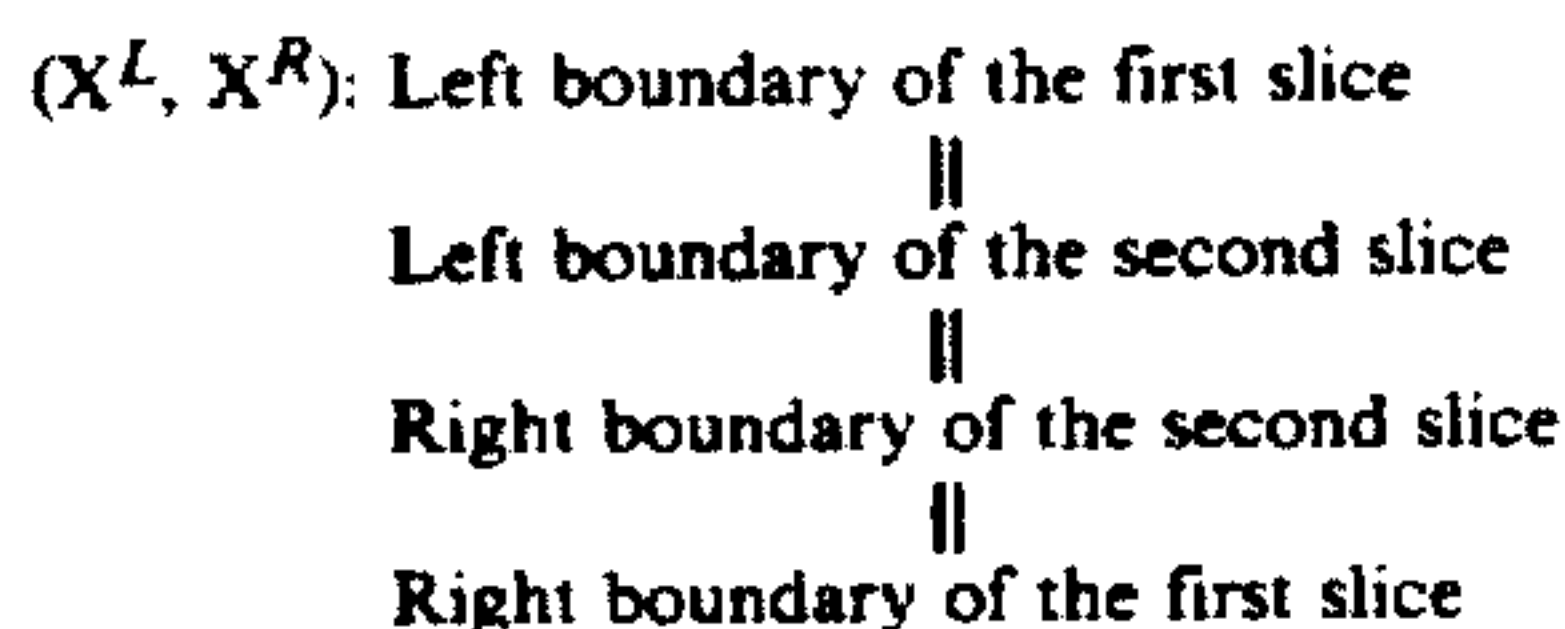 (X^L, X^R): Left boundary of the first slice
||
Left boundary of the second slice
||
Right boundary of the second slice
||
Right boundary of the first slice